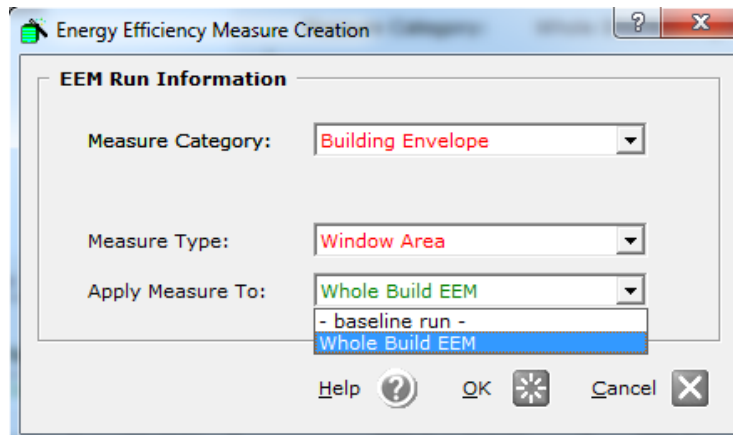 Energy Efficiency Measure Creation
EEM Run Information
Measure Category: Building Envelope
Measure Type: Window Area
Apply Measure To: Whole Build EEM
- baseline run -
Whole Build EEM
Help ? OK Cancel